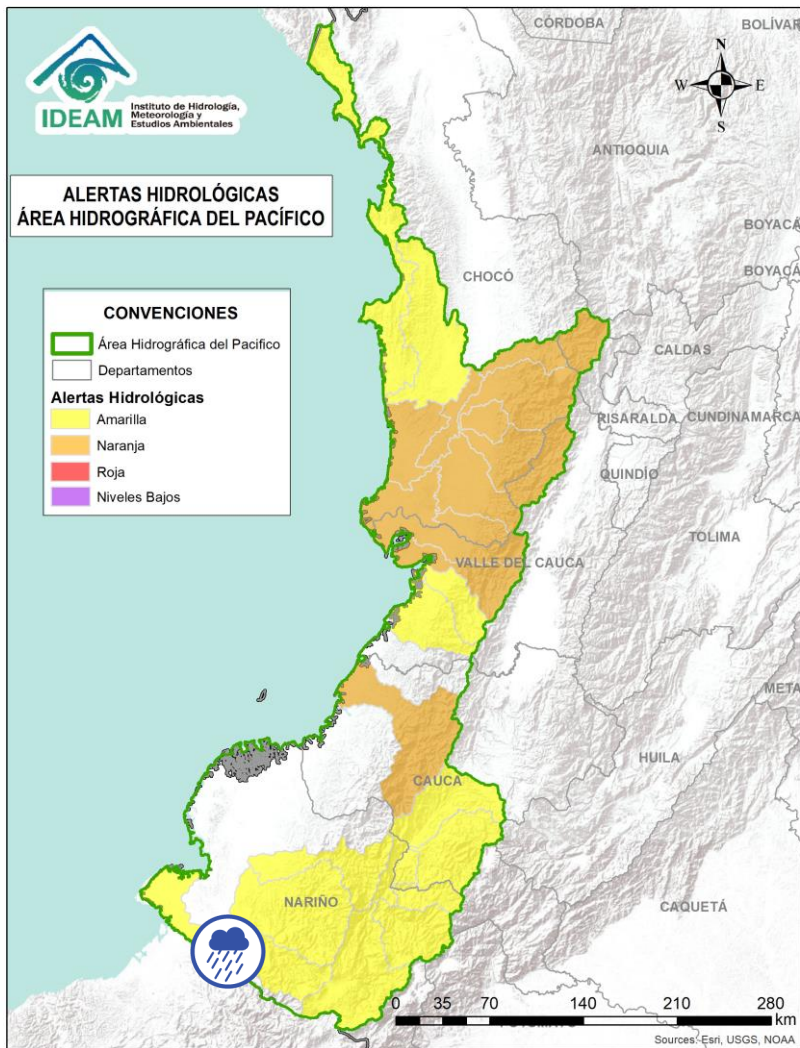 CÓRDOBA
BOLÍVAR
N
W E
S
IDEAM
Instituto de Hidrología,
Meteorología y
Estudios Ambientales
ANTIOQUIA
ALERTAS HIDROLÓGICAS
ÁREA HIDROGRÁFICA DEL PACÍFICO
BOYACÁ
BOYACÁ
CHOCÓ
CONVENCIONES
Área Hidrográfica del Pacifico
Departamentos
Alertas Hidrológicas
Amarilla
Naranja
Roja
Niveles Bajos
CALDAS
RISARALDA
CUNDINAMARCA
QUINDÍO
TOLIMA
VALLE DEL CAUCA
META
HUILA
CAUCA
NARIÑO
CAQUETÁ
0 35 70 140 210 280
km
Sources: Esri, USGS, NOAA